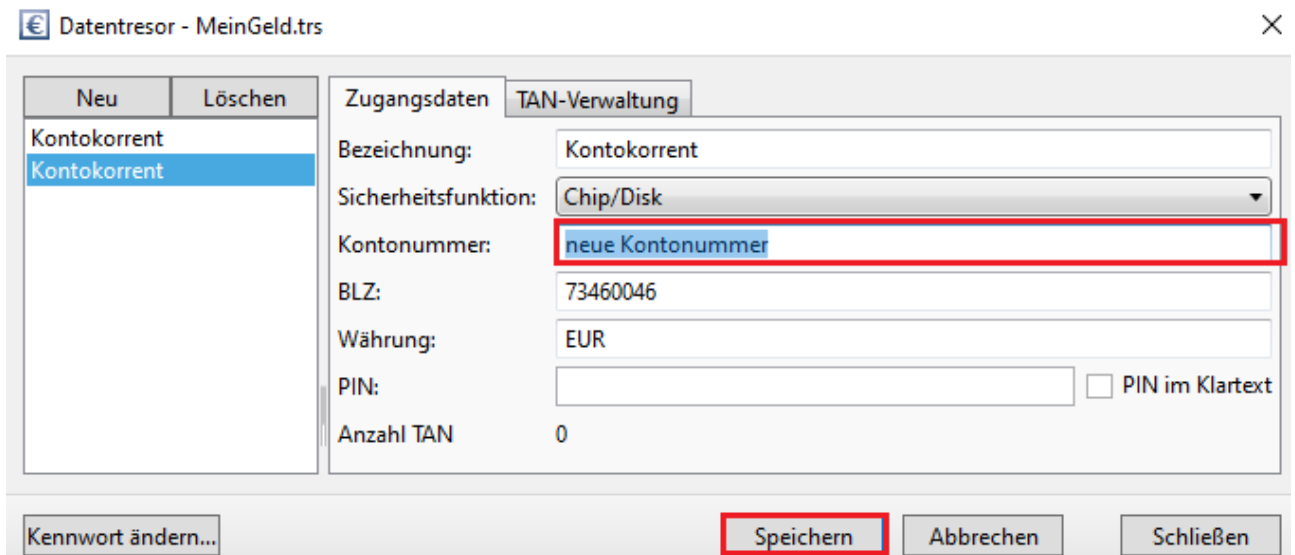 Datentresor - MeinGeld.trs
Neu Löschen
Kontokorrent
Kontokorrent
Zugangsdaten TAN-Verwaltung
Bezeichnung: Kontokorrent
Sicherheitsfunktion: Chip/Disk
Kontonummer: neue Kontonummer
BLZ: 73460046
Währung: EUR
PIN: PIN im Klartext
Anzahl TAN 0
Kennwort ändern... Speichern Abbrechen Schließen